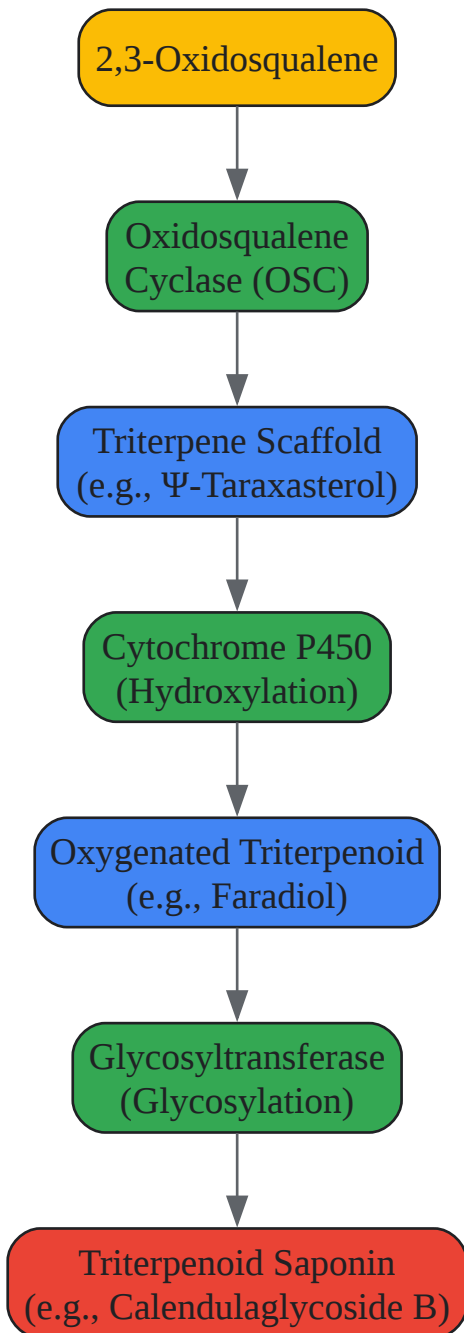 2,3-Oxidosqualene
Oxidosqualene
Cyclase (OSC)
Triterpene Scaffold
(e.g., Ψ-Taraxasterol)
Cytochrome P450
(Hydroxylation)
Oxygenated Triterpenoid
(e.g., Faradiol)
Glycosyltransferase
(Glycosylation)
Triterpenoid Saponin
(e.g., Calendulaglycoside B)